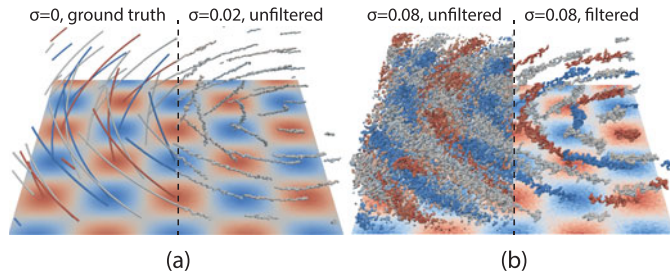 σ=0, ground truth
σ=0.02, unfiltered
σ=0.08, unfiltered
σ=0.08, filtered
(a)
(b)